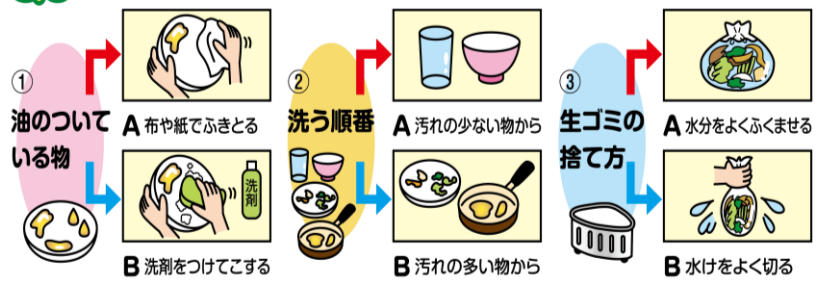 ①
油のついて
いる物
A 布や紙でふきとる
洗剤
B 洗剤をつけてこする
②
洗う順番
A 汚れの少ない物から
B 汚れの多い物から
③
生ゴミの
捨て方
A 水分をよくふくませる
B 水けをよく切る